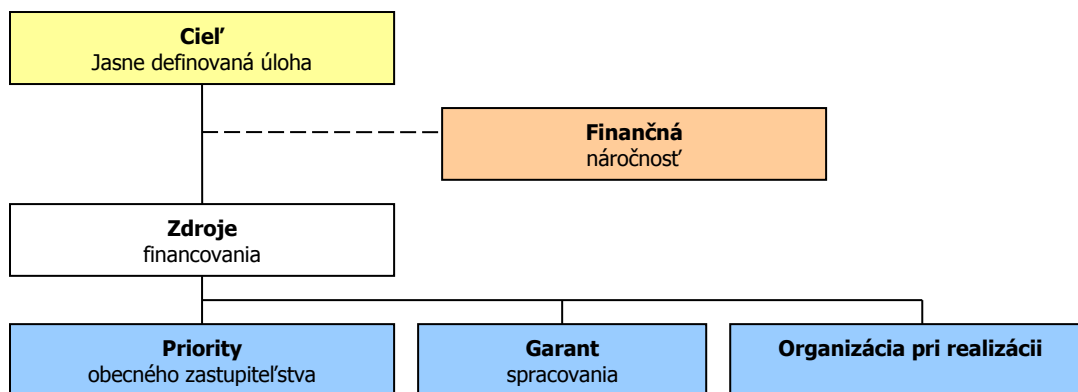 Cieľ
Jasne definovaná úloha
Finančná
náročnosť
Zdroje
financovania
Priority
obecného zastupiteľstva
Garant
spracovania
Organizácia pri realizácii